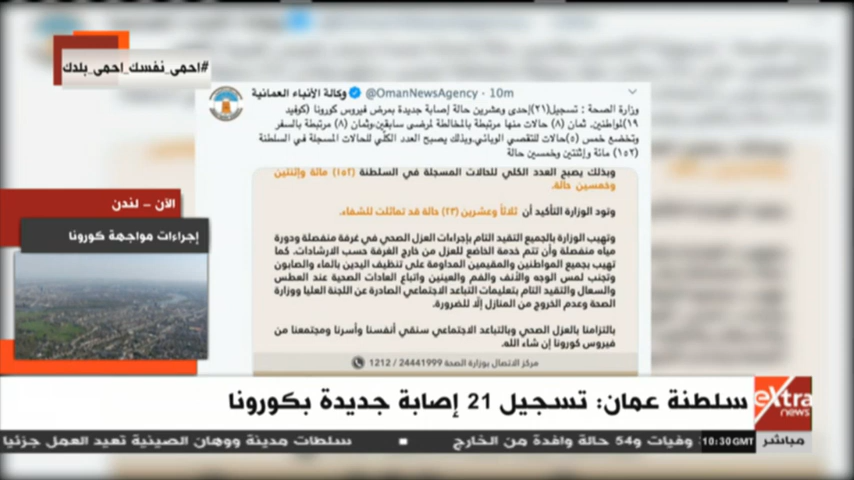 #احمى_نفسك_احمى_بلدك
وكالة الأنباء العمانية @OmanNewsAgency · 10m
وزارة الصحة : تسجيل(٢١)إحدى وعشرين حالة إصابة جديدة بمرض فيروس كورونا (كوفيد
١٩)لمواطنين. ثمان (٨) حالات منها مرتبطة بالمخالطة لمرضى سابقين.وثمان (٨) مرتبطة بالسفر
وتخضع خمس (٥)حالات للتقصي الوبائي.وبذلك يصبح العدد الكلّي للحالات المسجلة في السلطنة
(١٥٢) مائة وإثنتين وخمسين حالة
وبذلك يصبح العدد الكلي للحالات المسجلة في السلطنة (١٥٢) مائة وإثنتين
وخمسين حالة.
وتود الوزارة التأكيد أن ثلاثاً وعشرين (٢٣) حالة قد تماثلت للشفاء.
وتهيب الوزارة بالجميع التقيد التام بإجراءات العزل الصحي في غرفة منفصلة ودورة
مياه منفصلة وأن تتم خدمة الخاضع للعزل من خارج الغرفة حسب الارشادات. كما
تهيب بجميع المواطنين والمقيمين المداومة على تنظيف اليدين بالماء والصابون
وتجنب لمس الوجه والأنف والفم والعينين واتباع العادات الصحية عند العطس
والسعال والتقيد التام بتعليمات التباعد الاجتماعي الصادرة عن اللجنة العليا ووزارة
الصحة وعدم الخروج من المنازل إلّا للضرورة.
بالتزامنا بالعزل الصحي وبالتباعد الاجتماعي سنقي أنفسنا وأسرنا ومجتمعنا من
فيروس كورونا إن شاء الله.
مركز الاتصال بوزارة الصحة 24441999 / 1212
الآن - لندن
إجراءات مواجهة كورونا
سلطنة عمان: تسجيل 21 إصابة جديدة بكورونا
eXtra
news
مباشر
10:30 GMT
وفيات و54 حالة وافدة من الخارج
سلطات مدينة ووهان الصينية تعيد العمل جزئيا